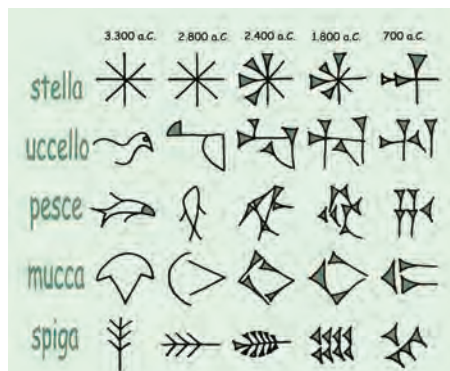 3.300 a.C. 2.800 a.C. 2.400 a.C. 1.800 a.C. 700 a.C.
stella
uccello
pesce
mucca
spiga